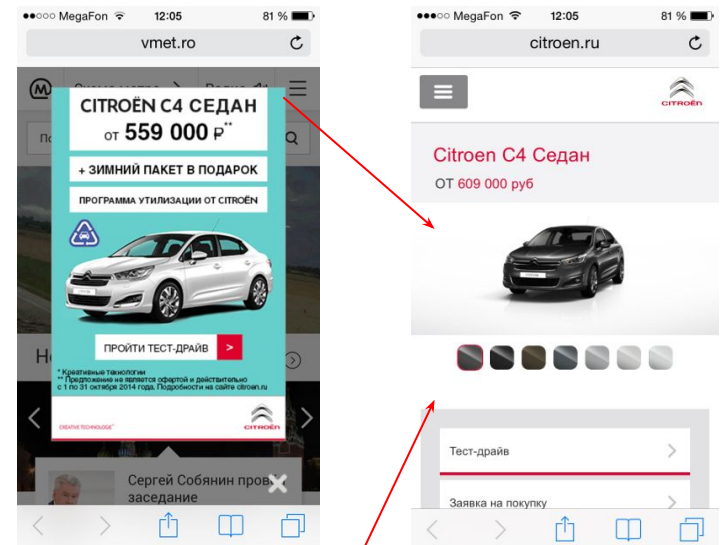 MegaFon 12:05 81 %
vmet.ro
Схема метро
CITROËN C4 СЕДАН
от 559 000 ₽**
+ ЗИМНИЙ ПАКЕТ В ПОДАРОК
ПРОГРАММА УТИЛИЗАЦИИ ОТ CITROËN
ПРОЙТИ ТЕСТ-ДРАЙВ >
* Креативные технологии
** Предложение не является офертой и действительно
с 1 по 31 октября 2014 года. Подробности на сайте citroen.ru
CREATIVE TECHNOLOGIE*
CITROËN
Сергей Собянин провёл
заседание
MegaFon 12:05 81 %
citroen.ru
CITROËN
Citroen C4 Седан
ОТ 609 000 руб
Тест-драйв
Заявка на покупку